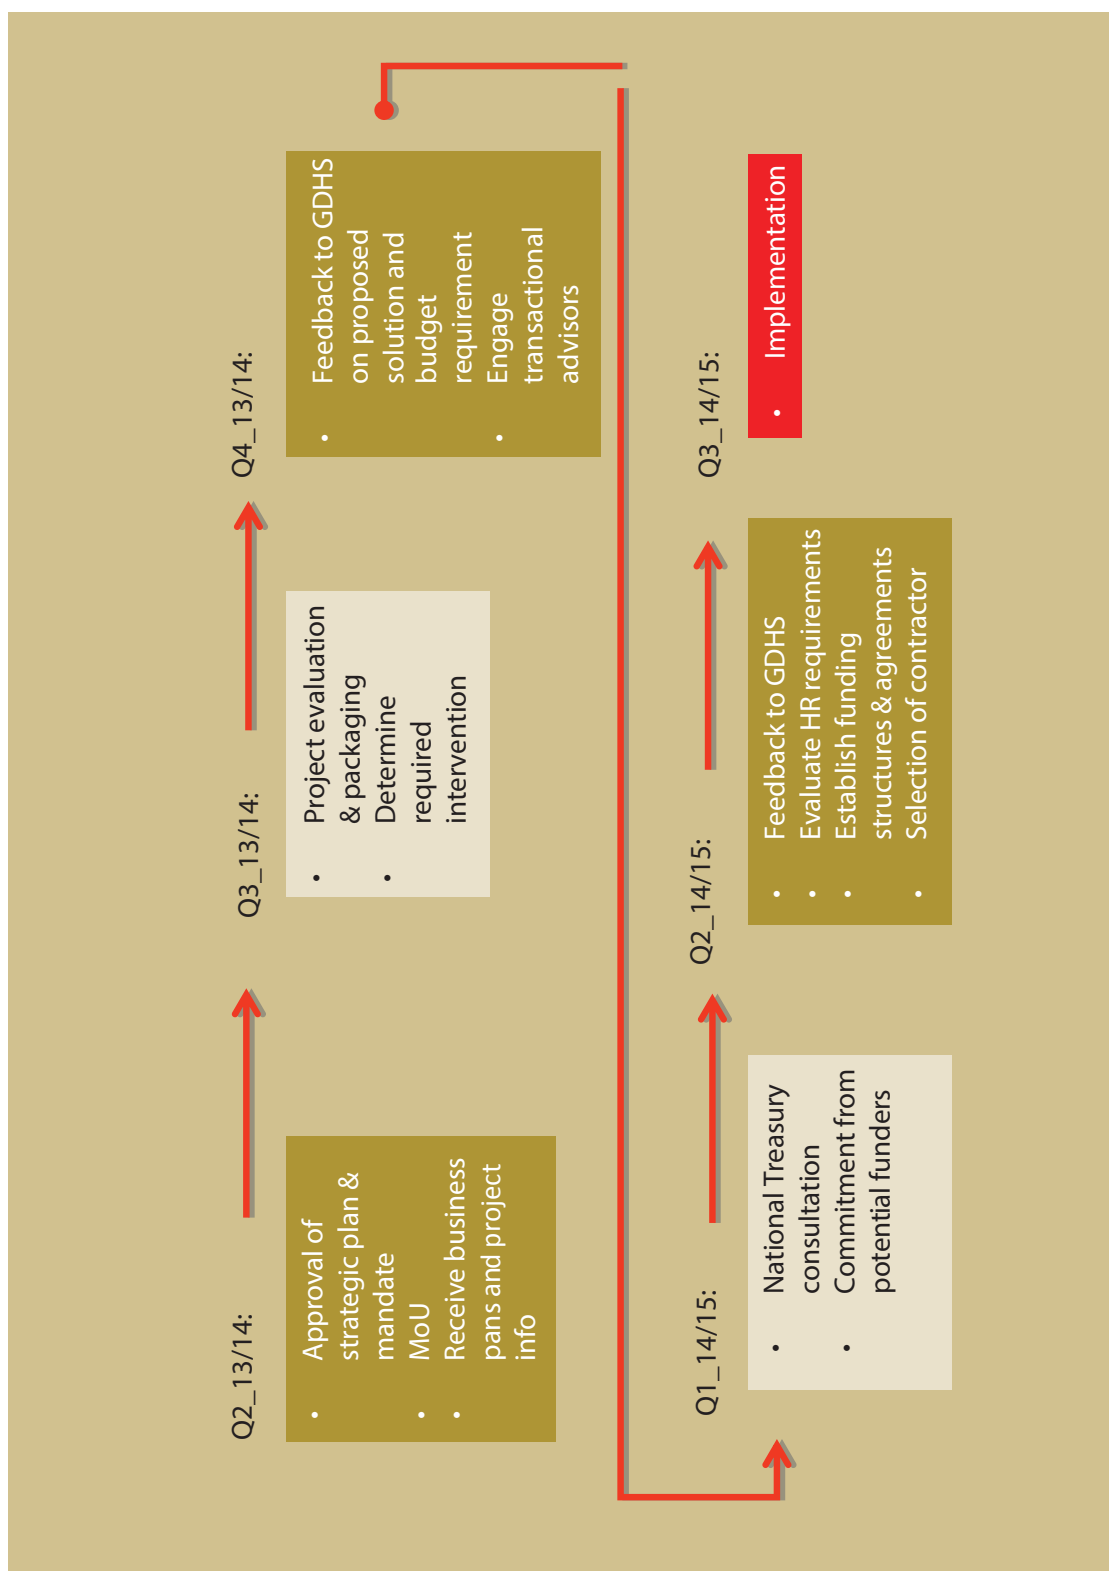 Q2_13/14:
• Approval of
strategic plan &
mandate
• MoU
• Receive business
pans and project
info
Q3_13/14:
• Project evaluation
& packaging
• Determine
required
intervention
Q4_13/14:
• Feedback to GDHS
on proposed
solution and
budget
requirement
• Engage
transactional
advisors
Q1_14/15:
• National Treasury
consultation
• Commitment from
potential funders
Q2_14/15:
• Feedback to GDHS
• Evaluate HR requirements
• Establish funding
structures & agreements
• Selection of contractor
Q3_14/15:
• Implementation